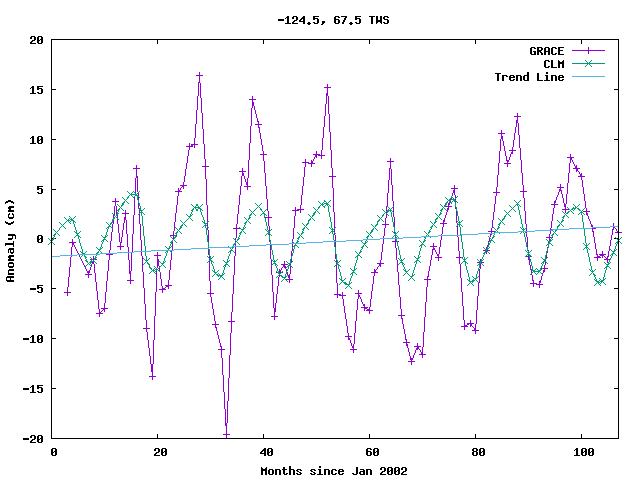 -124.5, 67.5 TWS
GRACE
CLM
Trend Line
20
15
10
5
0
-5
-10
-15
-20
Anomaly (cm)
0 20 40 60 80 100
Months since Jan 2002